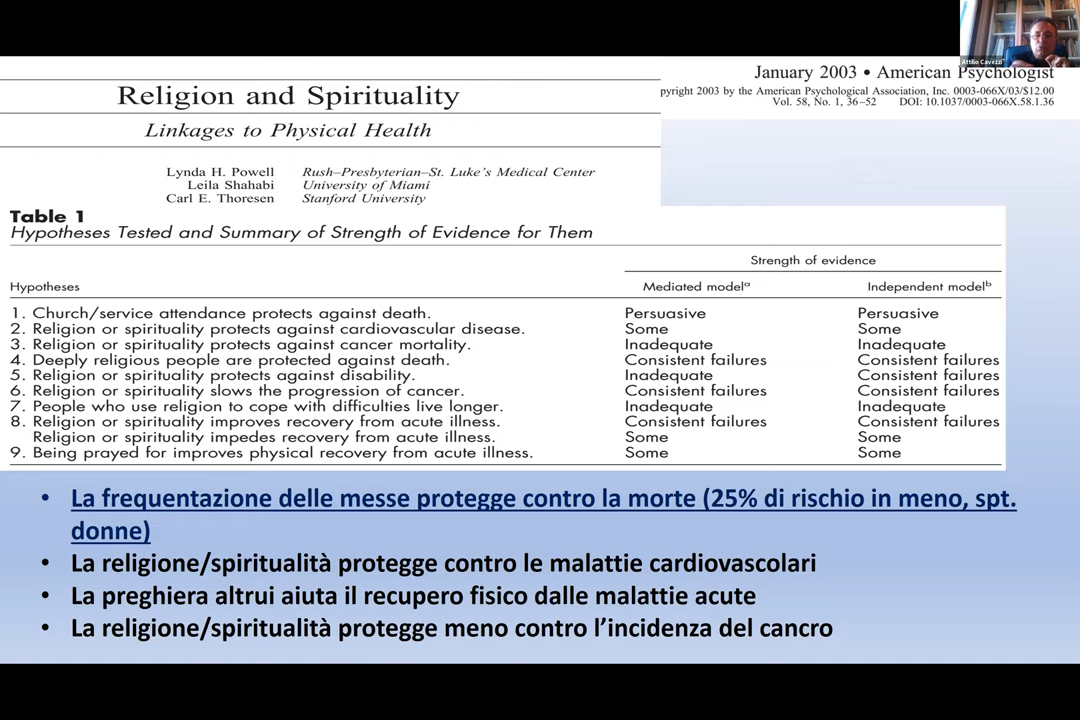 Attilio Cavezzi
January 2003 • American Psychologist
pyright 2003 by the American Psychological Association, Inc. 0003-066X/03/$12.00
Vol. 58, No. 1, 36–52 DOI: 10.1037/0003-066X.58.1.36
Religion and Spirituality
Linkages to Physical Health
Lynda H. Powell Rush–Presbyterian–St. Luke's Medical Center
Leila Shahabi University of Miami
Carl E. Thoresen Stanford University
Table 1
Hypotheses Tested and Summary of Strength of Evidence for Them
Strength of evidence
Hypotheses Mediated modelᵃ Independent modelᵇ
1. Church/service attendance protects against death. Persuasive Persuasive
2. Religion or spirituality protects against cardiovascular disease. Some Some
3. Religion or spirituality protects against cancer mortality. Inadequate Inadequate
4. Deeply religious people are protected against death. Consistent failures Consistent failures
5. Religion or spirituality protects against disability. Inadequate Consistent failures
6. Religion or spirituality slows the progression of cancer. Consistent failures Consistent failures
7. People who use religion to cope with difficulties live longer. Inadequate Inadequate
8. Religion or spirituality improves recovery from acute illness. Consistent failures Consistent failures
Religion or spirituality impedes recovery from acute illness. Some Some
9. Being prayed for improves physical recovery from acute illness. Some Some
• La frequentazione delle messe protegge contro la morte (25% di rischio in meno, spt.
donne)
• La religione/spiritualità protegge contro le malattie cardiovascolari
• La preghiera altrui aiuta il recupero fisico dalle malattie acute
• La religione/spiritualità protegge meno contro l'incidenza del cancro